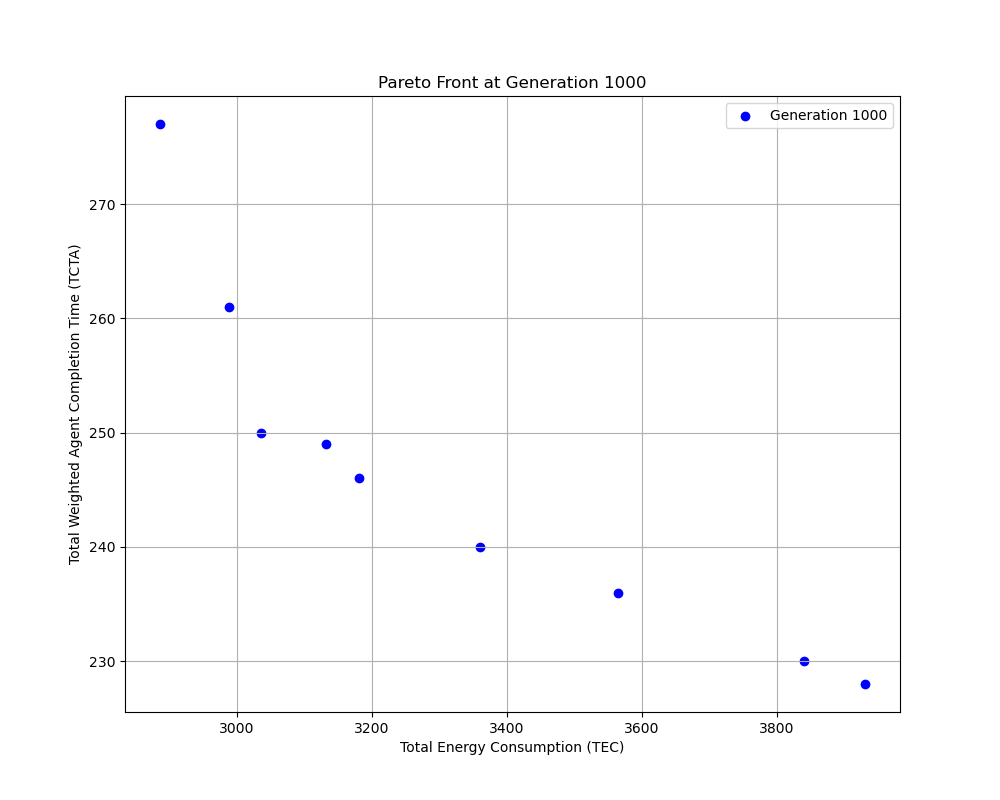 Pareto Front at Generation 1000
Generation 1000
Total Weighted Agent Completion Time (TCTA)
270
260
250
240
230
3000
3200
3400
3600
3800
Total Energy Consumption (TEC)